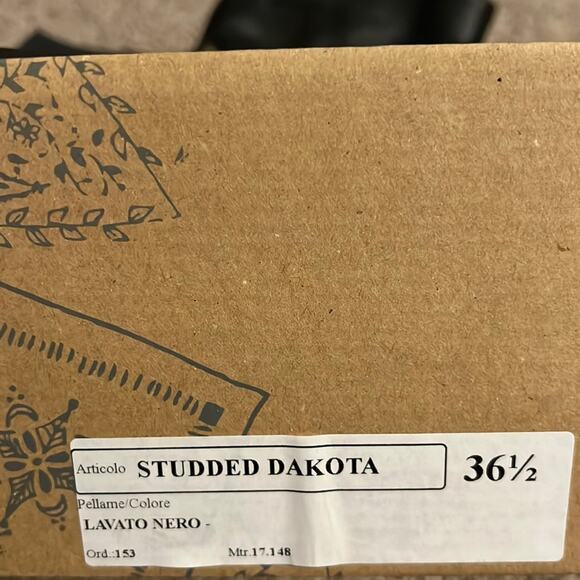 Articolo STUDDED DAKOTA 36½
Pellame/Colore
LAVATO NERO -
Ord.:153 Mtr.17.148